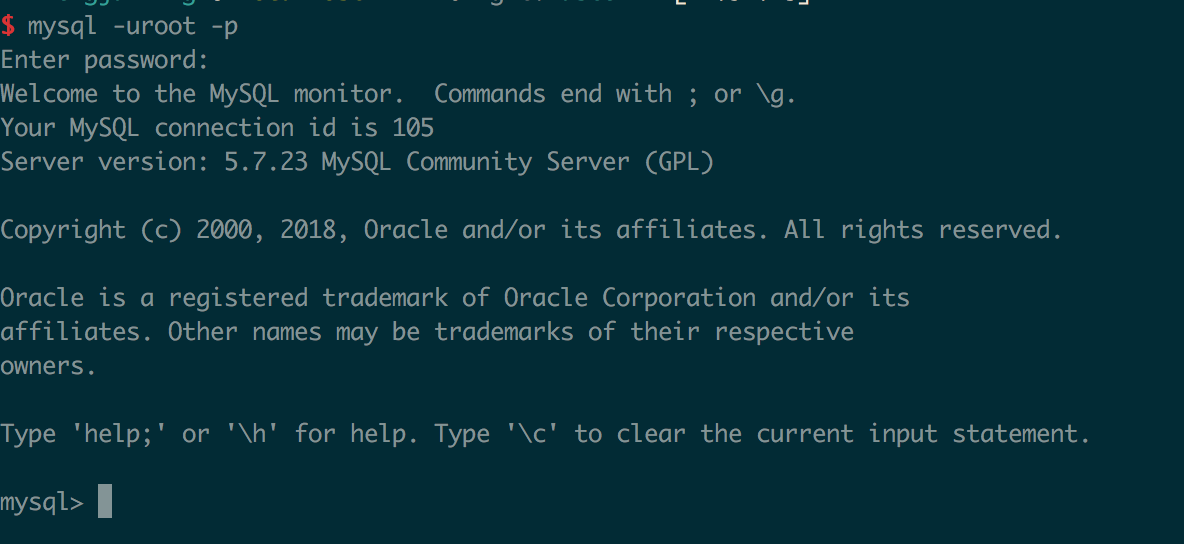 $ mysql -uroot -p
Enter password:
Welcome to the MySQL monitor.  Commands end with ; or \g.
Your MySQL connection id is 105
Server version: 5.7.23 MySQL Community Server (GPL)
Copyright (c) 2000, 2018, Oracle and/or its affiliates. All rights reserved.
Oracle is a registered trademark of Oracle Corporation and/or its
affiliates. Other names may be trademarks of their respective
owners.
Type 'help;' or '\h' for help. Type '\c' to clear the current input statement.
mysql>